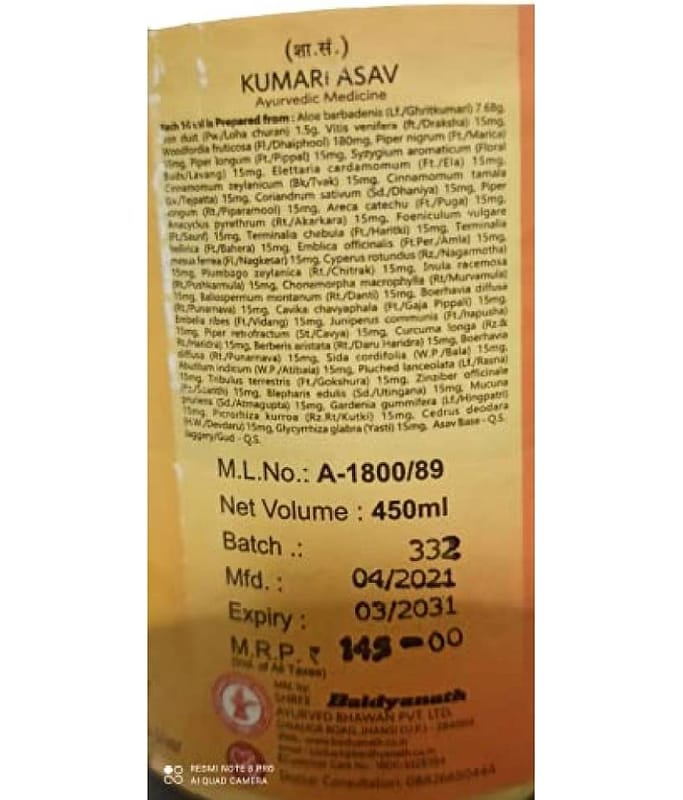 (शा.सं.)
KUMARI ASAV
Ayurvedic Medicine
Prepared from : Aloe barbadenis (Lf./Ghritkumari) 7.68g,
(Pw./Loha churan) 1.5g, Vitis venifera (ft./Draksha) 15mg,
Woodfordia fruticosa (Fl./Dhaiphool) 180mg, Piper nigrum (Ft./Marica)
Piper longum (Ft./Pippal) 15mg, Syzygium aromaticum (Floral
Buds/Lavang) 15mg, Elettaria cardamomum (Ft./Ela) 15mg,
Cinnamomum zeylanicum (Bk/Tvak) 15mg, Cinnamomum tamala
(Lv./Tejpatta) 15mg, Coriandrum sativum (Sd./Dhaniya) 15mg, Piper
longum (Rt./Piparamool) 15mg, Areca catechu (Ft./Puga) 15mg,
Anacyclus pyrethrum (Rt./Akarkara) 15mg, Foeniculum vulgare
(Ft./Saunf) 15mg, Terminalia chebula (Ft./Haritki) 15mg, Terminalia
bellirica (Ft./Bahera) 15mg, Emblica officinalis (Ft.Per./Amla) 15mg,
mesua ferrea (Fl./Nagkesar) 15mg, Cyperus rotundus (Rz./Nagarmotha)
15mg, Plumbago zeylanica (Rt./Chitrak) 15mg, Inula racemosa
(Rt./Pushkarmula) 15mg, Chonemorpha macrophylla (Rt/Murvamula)
15mg, Baliospermum montanum (Rt./Danti) 15mg, Boerhavia diffusa
(Rt./Punarnava) 15mg, Cavika chavyaphala (Ft./Gaja Pippali) 15mg,
Embelia ribes (Ft./Vidang) 15mg, Juniperus communis (Ft./hapusha)
15mg, Piper retrofractum (St./Cavya) 15mg, Curcuma longa (Rz.&
Rt./Haridra) 15mg, Berberis aristata (Rt./Daru Haridra) 15mg, Boerhavia
diffusa (Rt./Punarnava) 15mg, Sida cordifolia (W.P./Bala) 15mg,
Abutilon indicum (W.P./Atibala) 15mg, Pluched lanceolata (Lf./Rasna)
15mg, Tribulus terrestris (Ft./Gokshura) 15mg, Zinziber officinale
15mg, Blepharis edulis (Sd./Utingana) 15mg, Mucuna
pruriens (Sd./Atmagupta) 15mg, Gardenia gummifera (Lf./Hingpatri)
15mg, Picrorhiza kurroa (Rz.Rt/Kutki) 15mg, Cedrus deodara
(H.W./Devdaru) 15mg, Glycyrrhiza glabra (Yasti) 15mg, Asav Base - Q.S.
Jaggery/Gud - Q.S.
M.L.No.: A-1800/89
Net Volume : 450ml
Batch .: 332
Mfd. : 04/2021
Expiry : 03/2031
M.R.P. ₹ 145-00
(Incl. of All Taxes)
Mfd. by:
SHREE Baidyanath
AYURVED BHAWAN PVT. LTD.
GWALIOR ROAD, JHANSI (U.P.)
REDMI NOTE 8 PRO
AI QUAD CAMERA